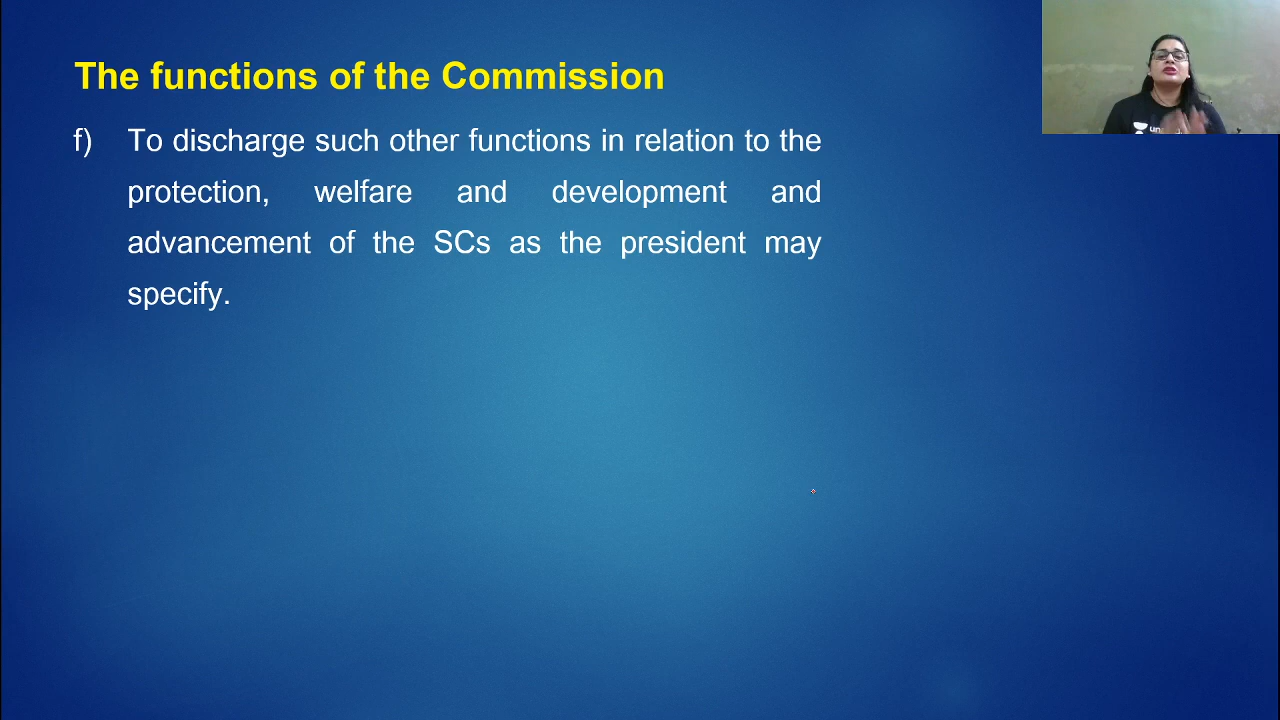 The functions of the Commission
f) To discharge such other functions in relation to the
protection, welfare and development and
advancement of the SCs as the president may
specify.